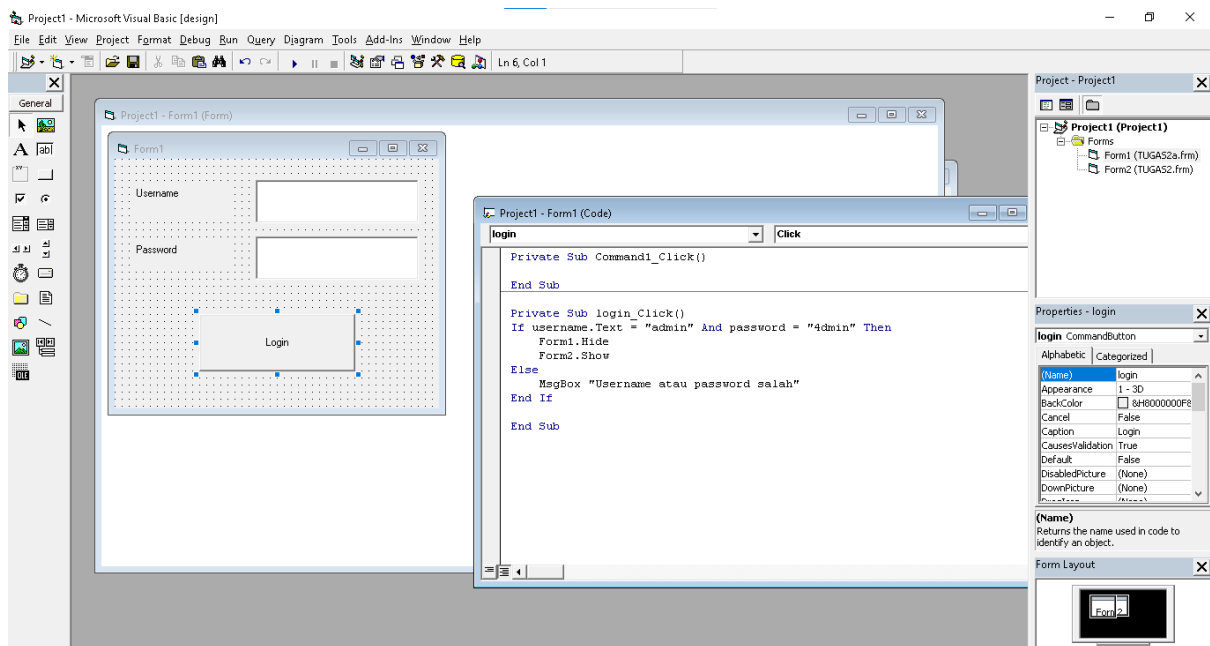 Project1 - Microsoft Visual Basic [design]
File Edit View Project Format Debug Run Query Diagram Tools Add-Ins Window Help
Ln 6, Col 1
General
A ab|
xv
OLE
Project1 - Form1 (Form)
Form1
Username
Password
Login
Project1 - Form1 (Code)
login Click
Private Sub Command1_Click()
End Sub
Private Sub login_Click()
If username.Text = "admin" And password = "4dmin" Then
Form1.Hide
Form2.Show
Else
MsgBox "Username atau password salah"
End If
End Sub
Project - Project1
Project1 (Project1)
Forms
Form1 (TUGAS2a.frm)
Form2 (TUGAS2.frm)
Properties - login
login CommandButton
Alphabetic Categorized
(Name) login
Appearance 1 - 3D
BackColor &H8000000F&
Cancel False
Caption Login
CausesValidation True
Default False
DisabledPicture (None)
DownPicture (None)
(Name)
Returns the name used in code to
identify an object.
Form Layout
Form2